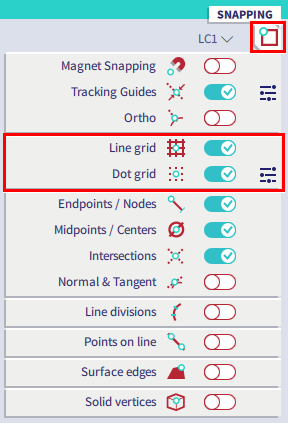 SNAPPING
LC1
Magnet Snapping
Tracking Guides
Ortho
Line grid
Dot grid
Endpoints / Nodes
Midpoints / Centers
Intersections
Normal & Tangent
Line divisions
Points on line
Surface edges
Solid vertices